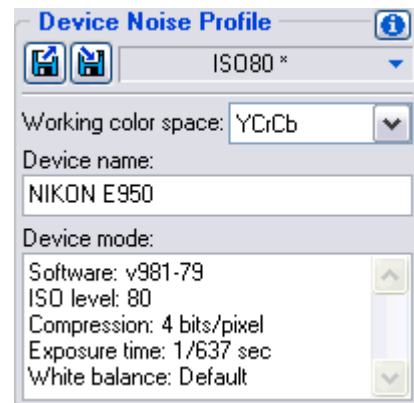 Device Noise Profile
ISO80 *
Working color space: YCrCb
Device name:
NIKON E950
Device mode:
Software: v981-79
ISO level: 80
Compression: 4 bits/pixel
Exposure time: 1/637 sec
White balance: Default